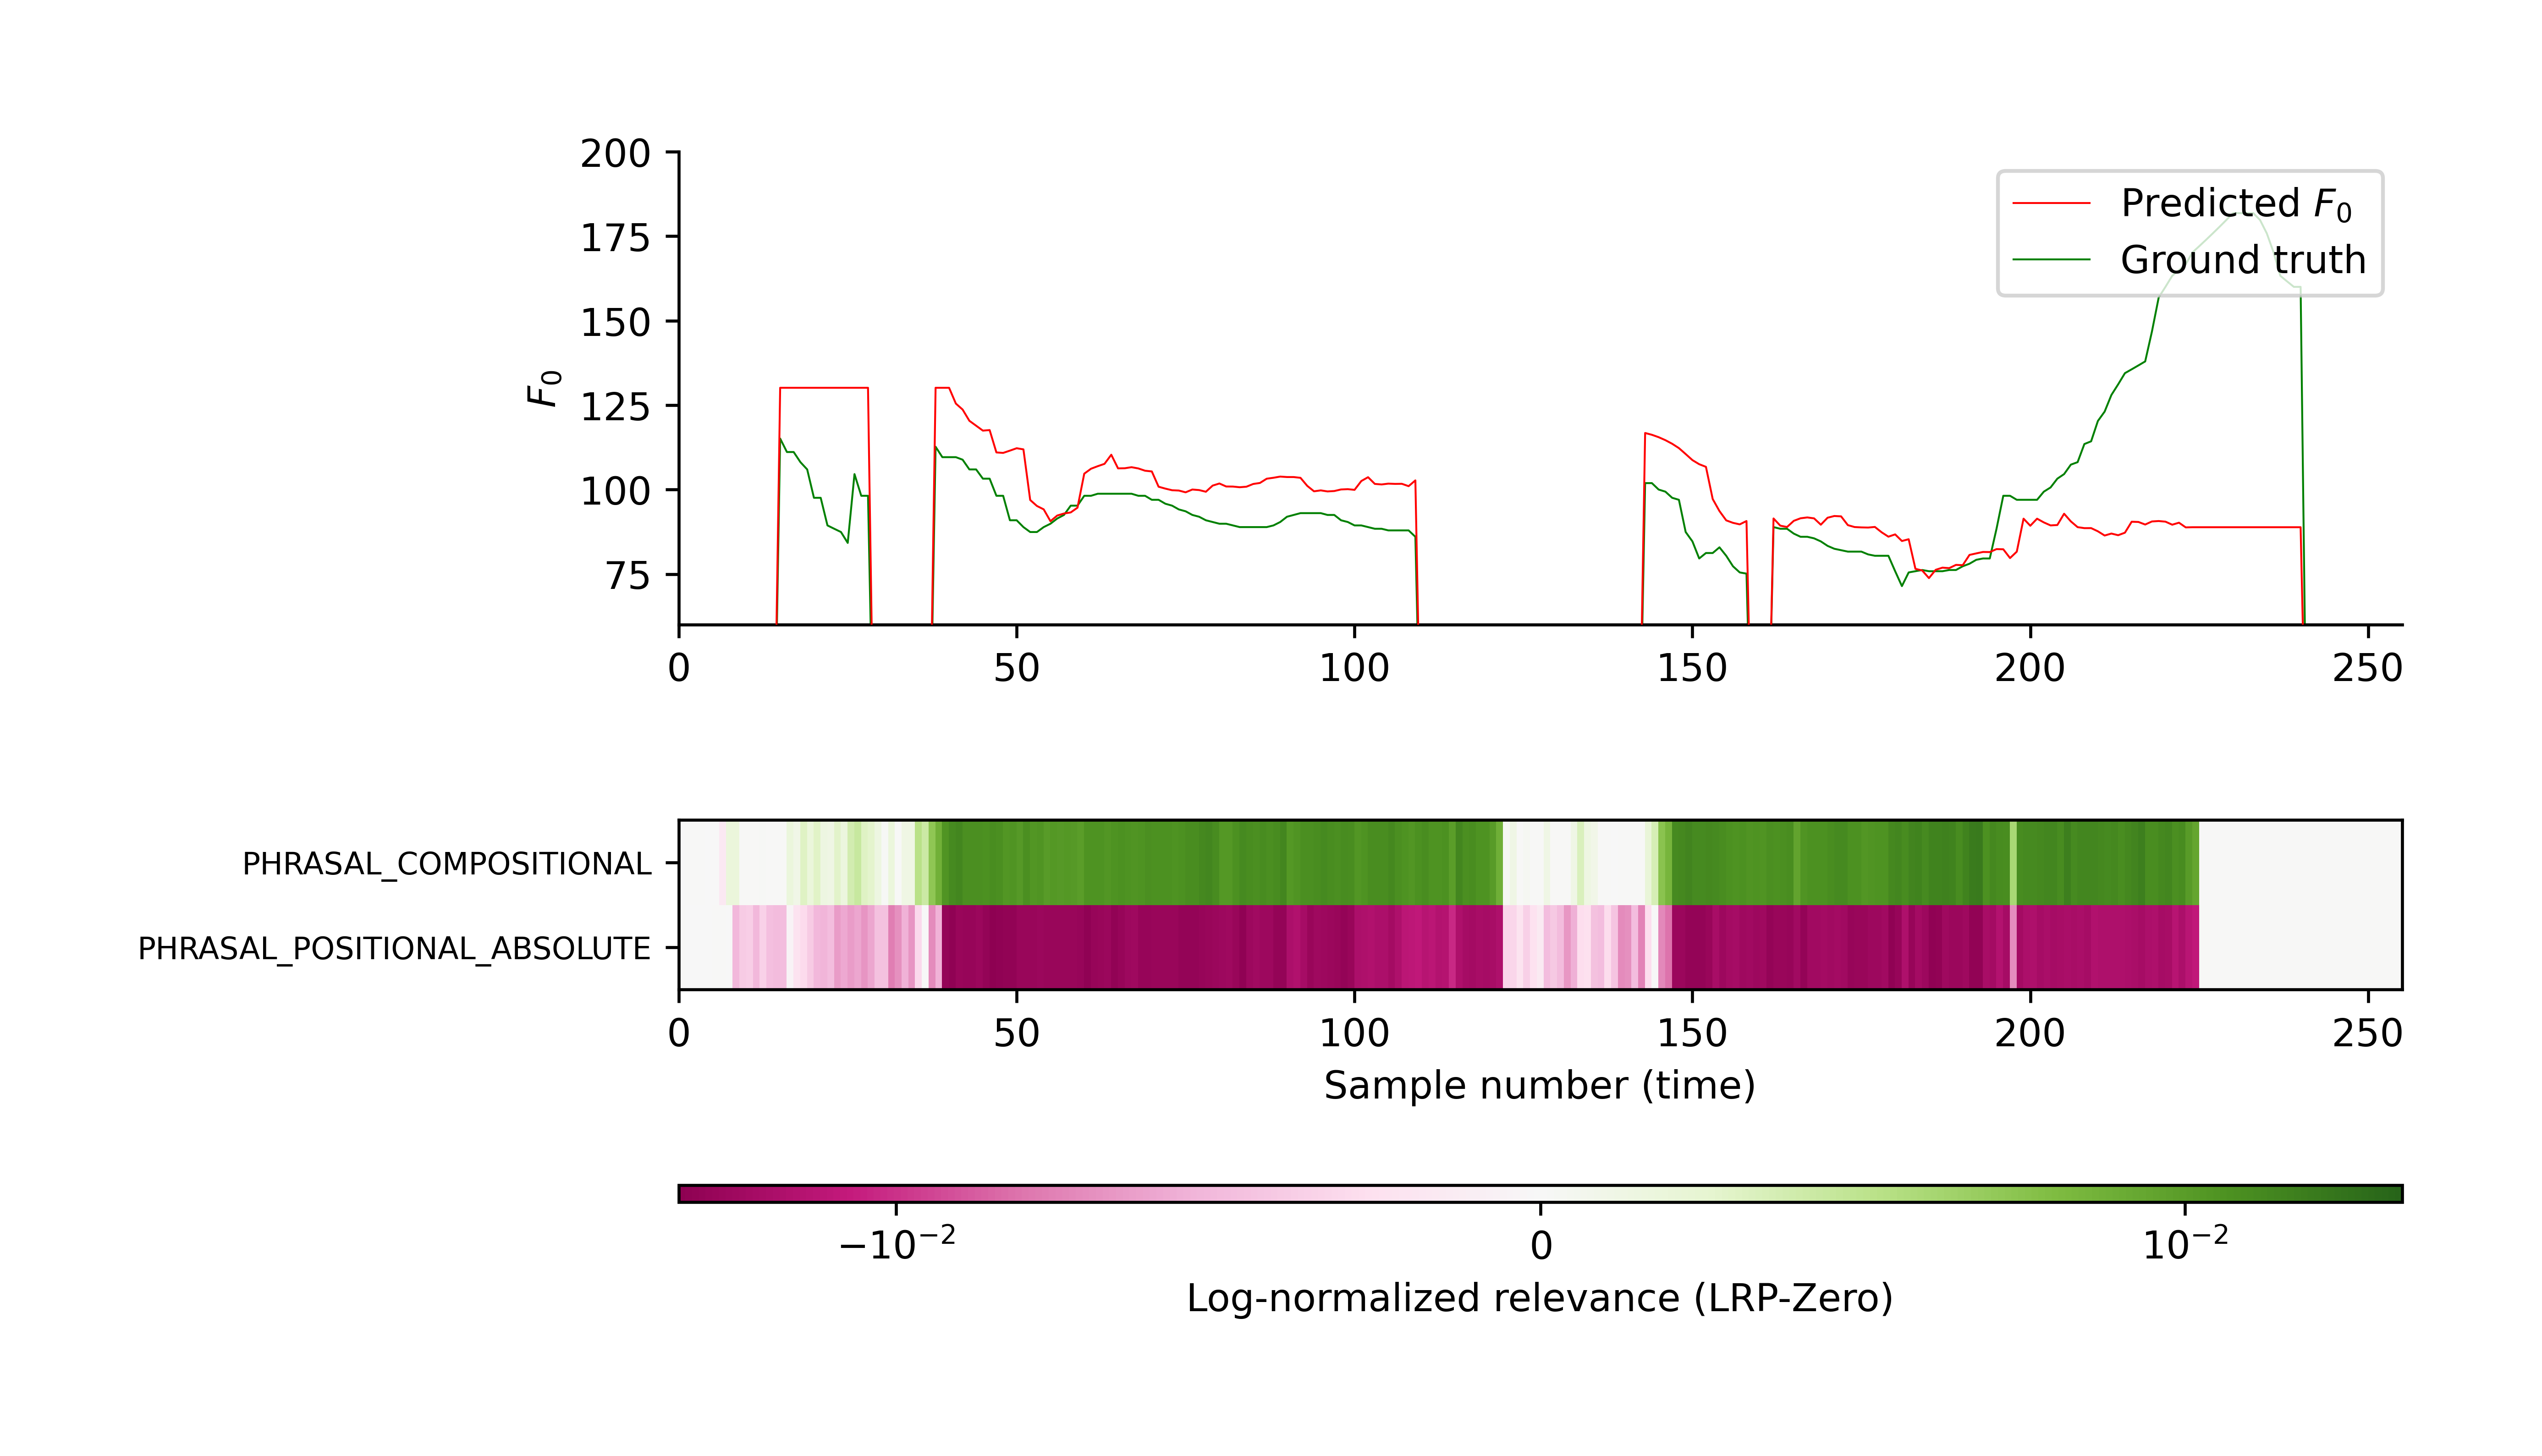 200
175
150
125
100
75
F₀
Predicted F₀
Ground truth
0 50 100 150 200 250
PHRASAL_COMPOSITIONAL
PHRASAL_POSITIONAL_ABSOLUTE
0 50 100 150 200 250
Sample number (time)
−10⁻² 0 10⁻²
Log-normalized relevance (LRP-Zero)